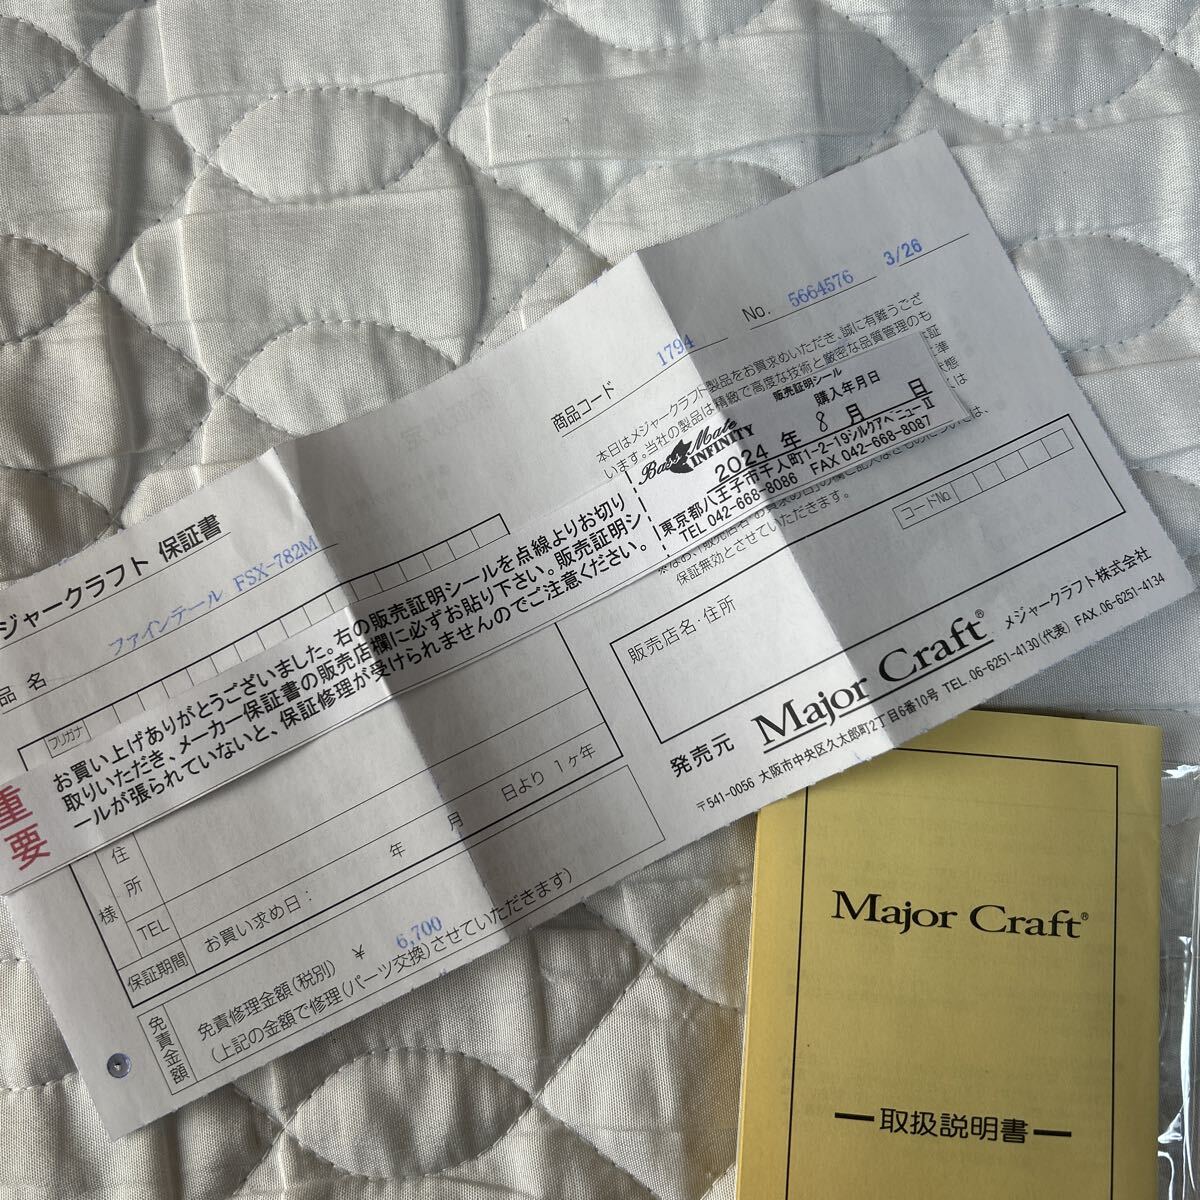 ジャークラフト 保証書
品 名 ファインテール FSX-782M
商品コード 1794
No. 5664576 3/26
本日はメジャークラフト製品をお買求めいただき、誠に有難うござ
います。当社の製品は精緻で高度な技術と厳密な品質管理のも
フリガナ
重要
お買い上げありがとうございました。右の販売証明シールを点線よりお切り
取りいただき、メーカー保証書の販売店欄に必ずお貼り下さい。販売証明シ
ールが張られていないと、保証修理が受けられませんのでご注意ください。
Bass Mate
INFINITY
販売証明シール
購入年月日
2024 年 8 月 日
東京都八王子市千人町1-2-19シルクアベニューⅡ
TEL 042-668-8086 FAX 042-668-8087
保証無効とさせていただきます。
コードNo
販売店名・住所
発売元 Major Craft® メジャークラフト株式会社
〒541-0056 大阪市中央区久太郎町2丁目6番10号 TEL.06-6251-4130(代表) FAX.06-6251-4134
様
住所
TEL
保証期間
お買い求め日: 年 月 日より 1ヶ年
免責金額
免責修理金額(税別) ¥ 6,700
(上記の金額で修理(パーツ交換)させていただきます)
Major Craft®
取扱説明書